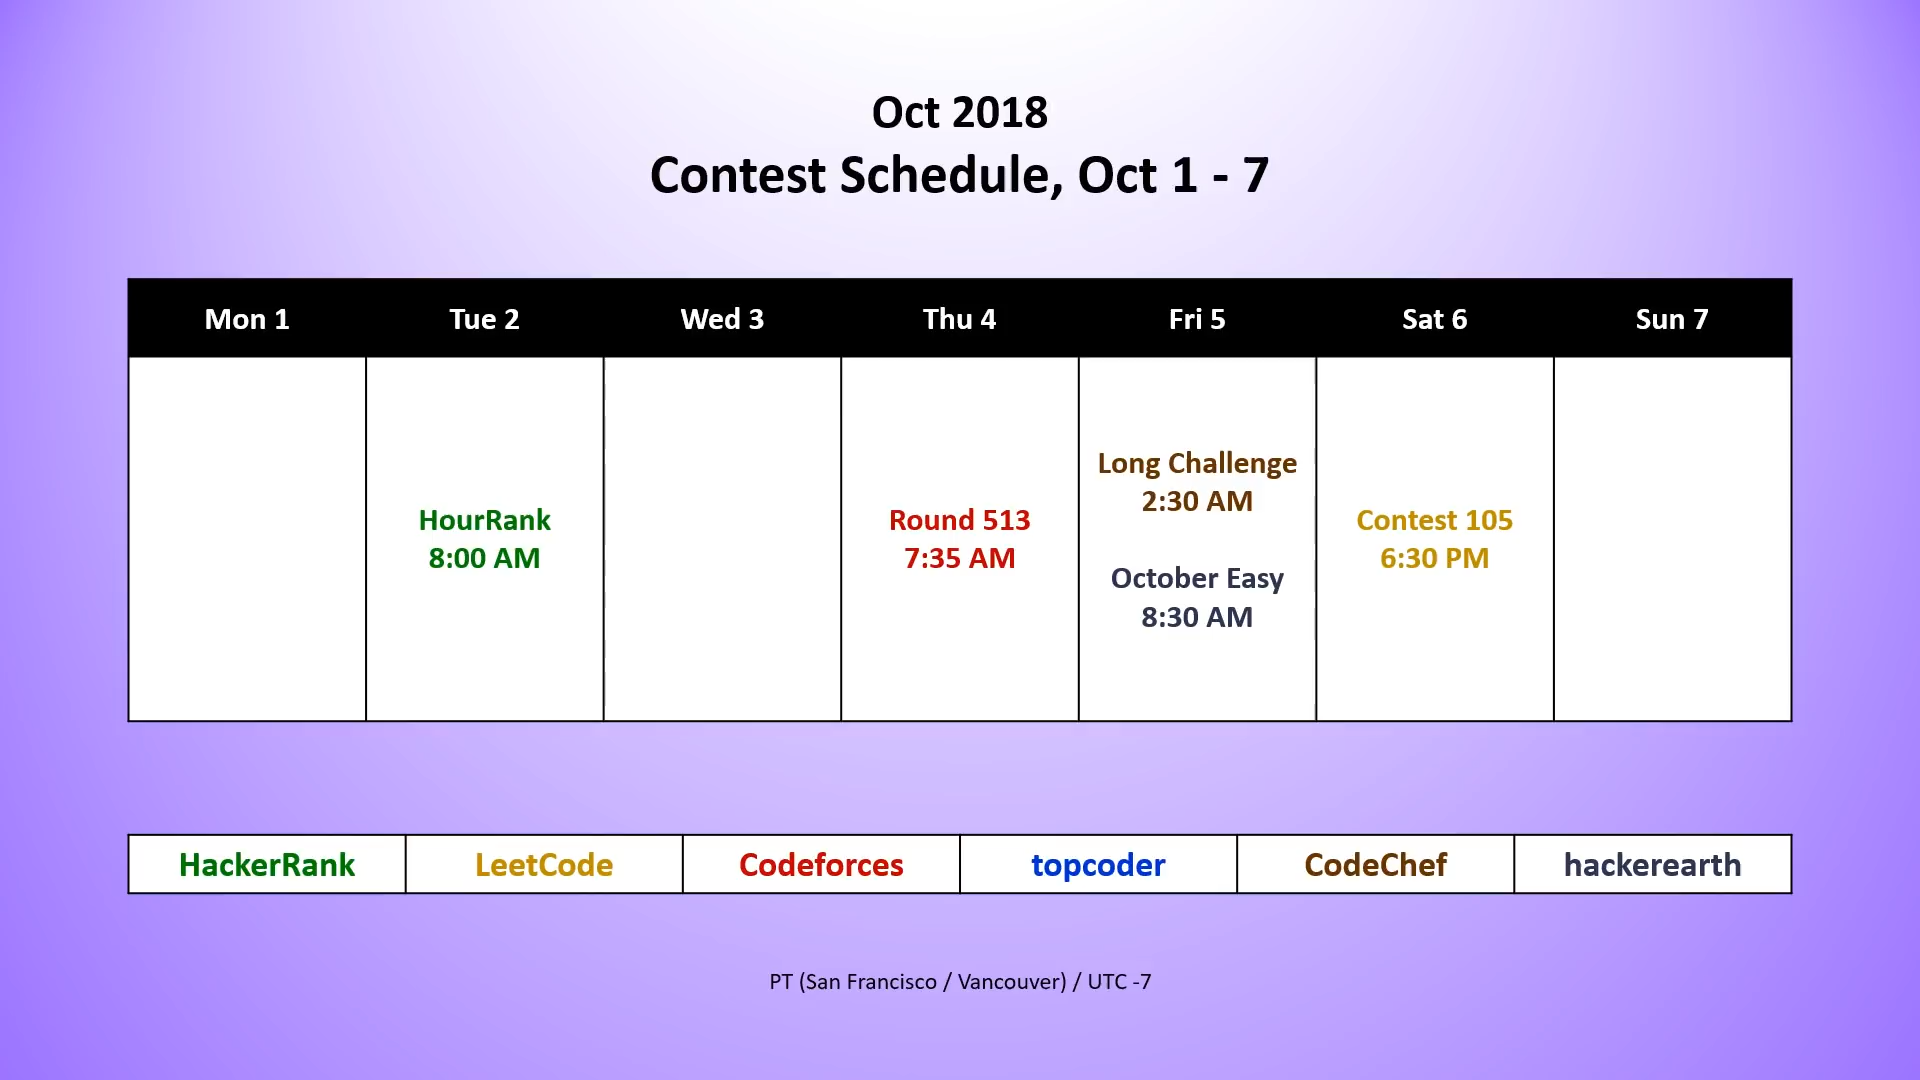 Oct 2018
Contest Schedule, Oct 1 - 7
Mon 1
Tue 2
Wed 3
Thu 4
Fri 5
Sat 6
Sun 7
HourRank
8:00 AM
Round 513
7:35 AM
Long Challenge
2:30 AM
October Easy
8:30 AM
Contest 105
6:30 PM
HackerRank
LeetCode
Codeforces
topcoder
CodeChef
hackerearth
PT (San Francisco / Vancouver) / UTC -7